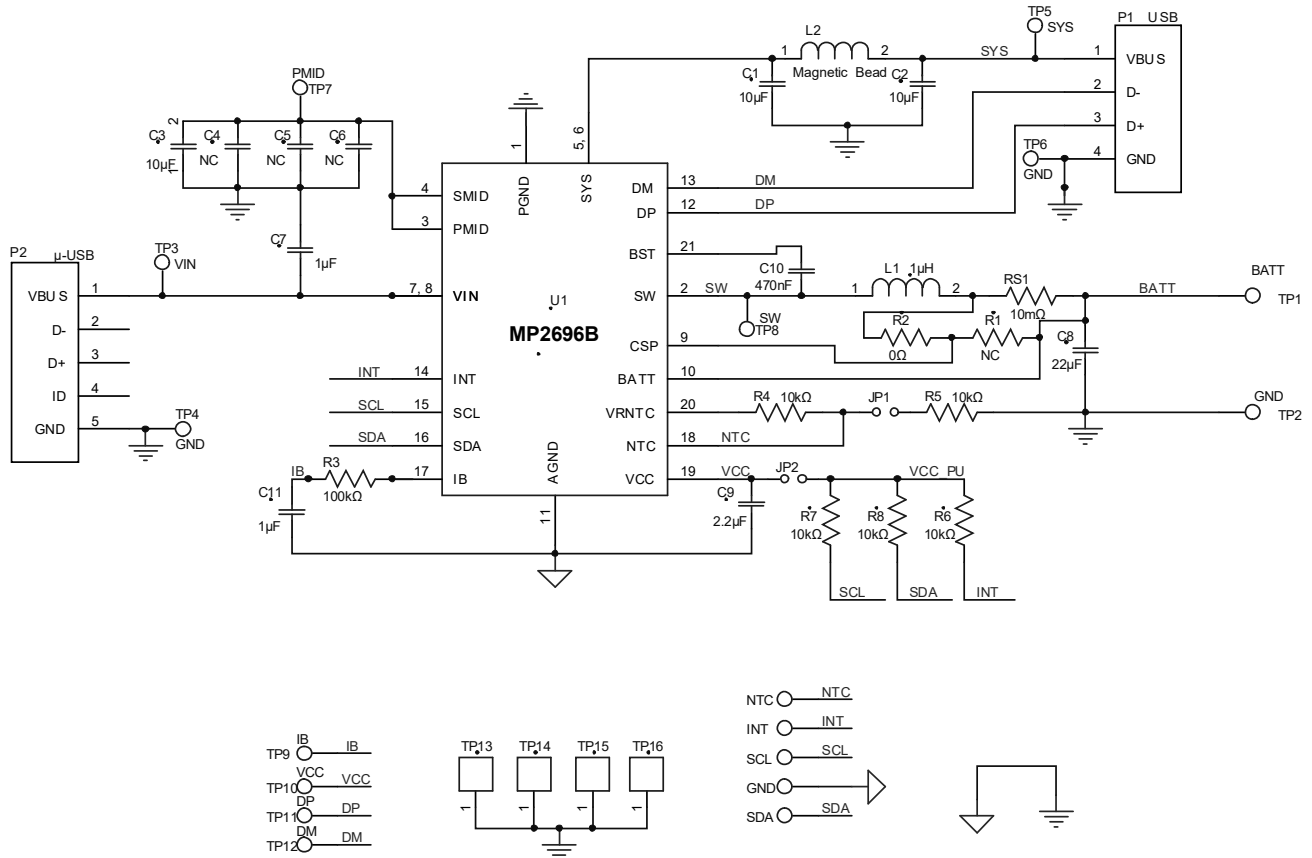 P1 USB
TP5
SYS
L2
1 2
SYS
1 VBUS
C1
Magnetic Bead
C2
10µF
10µF
2 D-
3 D+
TP6
GND
4 GND
PMID
TP7
C3 2
C4
C5
C6
10µF
NC
NC
NC
1
1
5, 6
PGND
SYS
4 SMID
3 PMID
DM 13 DM
DP 12 DP
C7
1µF
P2 µ-USB
TP3
VIN
VBUS 1
7, 8 VIN
D- 2
D+ 3
ID 4
GND 5
TP4
GND
U1
MP2696B
BST 21
C10
470nF
SW 2 SW
SW
TP8
1 L1 1µH 2
RS1
10mΩ
BATT
BATT
TP1
R2
0Ω
R1
NC
C8
22µF
CSP 9
BATT 10
VRNTC 20
R4 10kΩ
JP1
R5 10kΩ
GND
TP2
NTC 18 NTC
VCC 19 VCC
JP2
VCC_PU
INT 14 INT
SCL 15 SCL
SDA 16 SDA
IB
R3
100kΩ
17 IB
AGND
11
C11
1µF
C9
2.2µF
R7
10kΩ
R8
10kΩ
R6
10kΩ
SCL
SDA
INT
NTC NTC
INT INT
SCL SCL
GND
SDA SDA
IB
TP9 IB
VCC
TP10 VCC
DP
TP11 DP
DM
TP12 DM
TP13
TP14
TP15
TP16
1
1
1
1